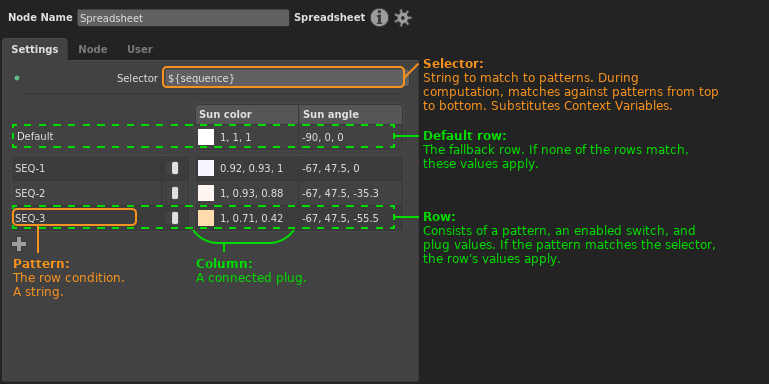 Node Name Spreadsheet Spreadsheet
Settings Node User
Selector ${sequence}
Selector:
String to match to patterns. During
computation, matches against patterns from top
to bottom. Substitutes Context Variables.
Sun color Sun angle
Default 1, 1, 1 -90, 0, 0
Default row:
The fallback row. If none of the rows match,
these values apply.
SEQ-1 0.92, 0.93, 1 -67, 47.5, 0
SEQ-2 1, 0.93, 0.88 -67, 47.5, -35.3
SEQ-3 1, 0.71, 0.42 -67, 47.5, -55.5
Row:
Consists of a pattern, an enabled switch, and
plug values. If the pattern matches the selector,
the row's values apply.
Pattern:
The row condition.
A string.
Column:
A connected plug.